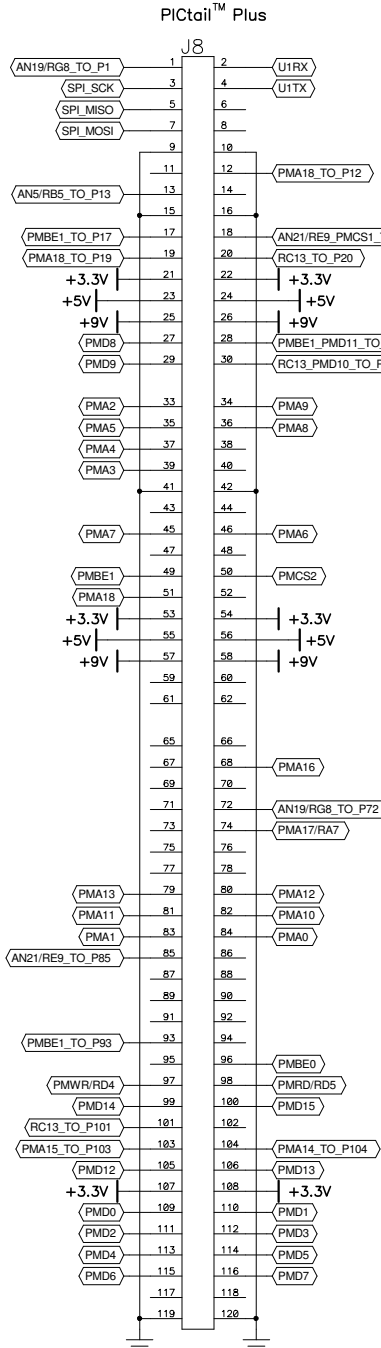 PICtail™ Plus
J8
AN19/RG8_TO_P1 1 2 U1RX
SPI_SCK 3 4 U1TX
SPI_MISO 5 6
SPI_MOSI 7 8
9 10
11 12 PMA18_TO_P12
AN5/RB5_TO_P13 13 14
15 16
PMBE1_TO_P17 17 18 AN21/RE9_PMCS1_
PMA18_TO_P19 19 20 RC13_TO_P20
+3.3V 21 22 +3.3V
+5V 23 24 +5V
+9V 25 26 +9V
PMD8 27 28 PMBE1_PMD11_TO_
PMD9 29 30 RC13_PMD10_TO_P
PMA2 33 34 PMA9
PMA5 35 36 PMA8
PMA4 37 38
PMA3 39 40
41 42
43 44
PMA7 45 46 PMA6
47 48
PMBE1 49 50 PMCS2
PMA18 51 52
+3.3V 53 54 +3.3V
+5V 55 56 +5V
+9V 57 58 +9V
59 60
61 62
65 66
67 68 PMA16
69 70
71 72 AN19/RG8_TO_P72
73 74 PMA17/RA7
75 76
77 78
PMA13 79 80 PMA12
PMA11 81 82 PMA10
PMA1 83 84 PMA0
AN21/RE9_TO_P85 85 86
87 88
89 90
91 92
PMBE1_TO_P93 93 94
95 96 PMBE0
PMWR/RD4 97 98 PMRD/RD5
PMD14 99 100 PMD15
RC13_TO_P101 101 102
PMA15_TO_P103 103 104 PMA14_TO_P104
PMD12 105 106 PMD13
+3.3V 107 108 +3.3V
PMD0 109 110 PMD1
PMD2 111 112 PMD3
PMD4 113 114 PMD5
PMD6 115 116 PMD7
117 118
119 120